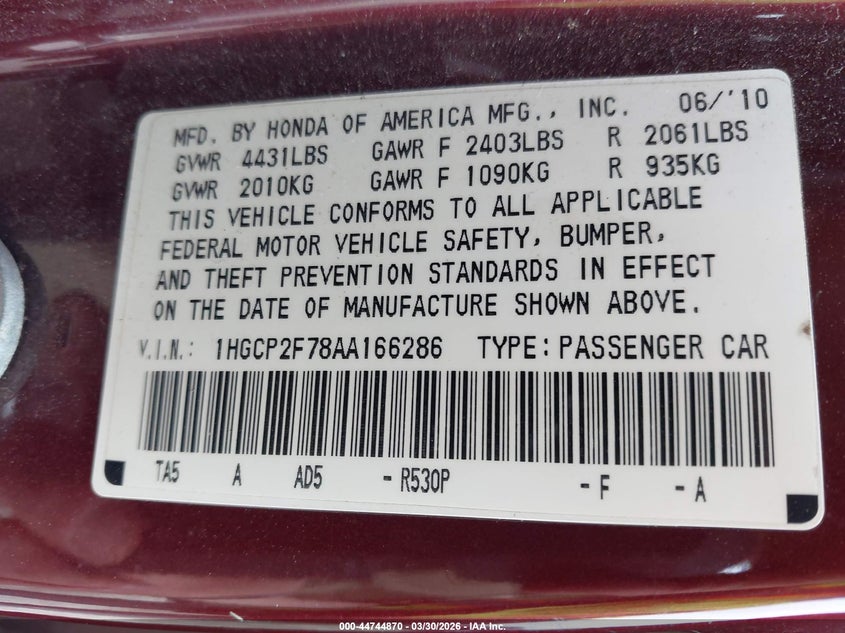 MFD. BY HONDA OF AMERICA MFG., INC. 06/'10
GVWR 4431LBS GAWR F 2403LBS R 2061LBS
GVWR 2010KG GAWR F 1090KG R 935KG
THIS VEHICLE CONFORMS TO ALL APPLICABLE
FEDERAL MOTOR VEHICLE SAFETY, BUMPER,
AND THEFT PREVENTION STANDARDS IN EFFECT
ON THE DATE OF MANUFACTURE SHOWN ABOVE.
V.I.N.: 1HGCP2F78AA166286 TYPE: PASSENGER CAR
TA5 A AD5 - R530P - F - A
000-44744870 - 03/30/2026 - IAA Inc.